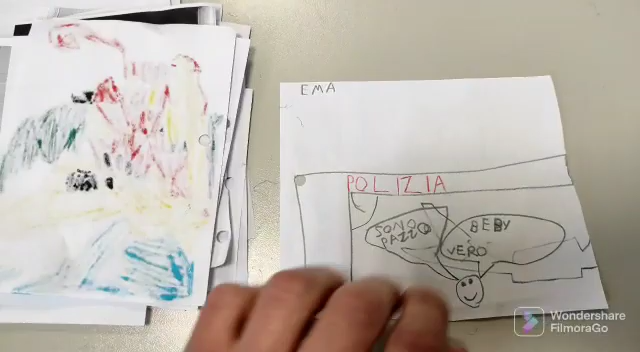 EMA
POLIZIA
SONO
PAZZO
BEBY
VERO
Wondershare
FilmoraGo